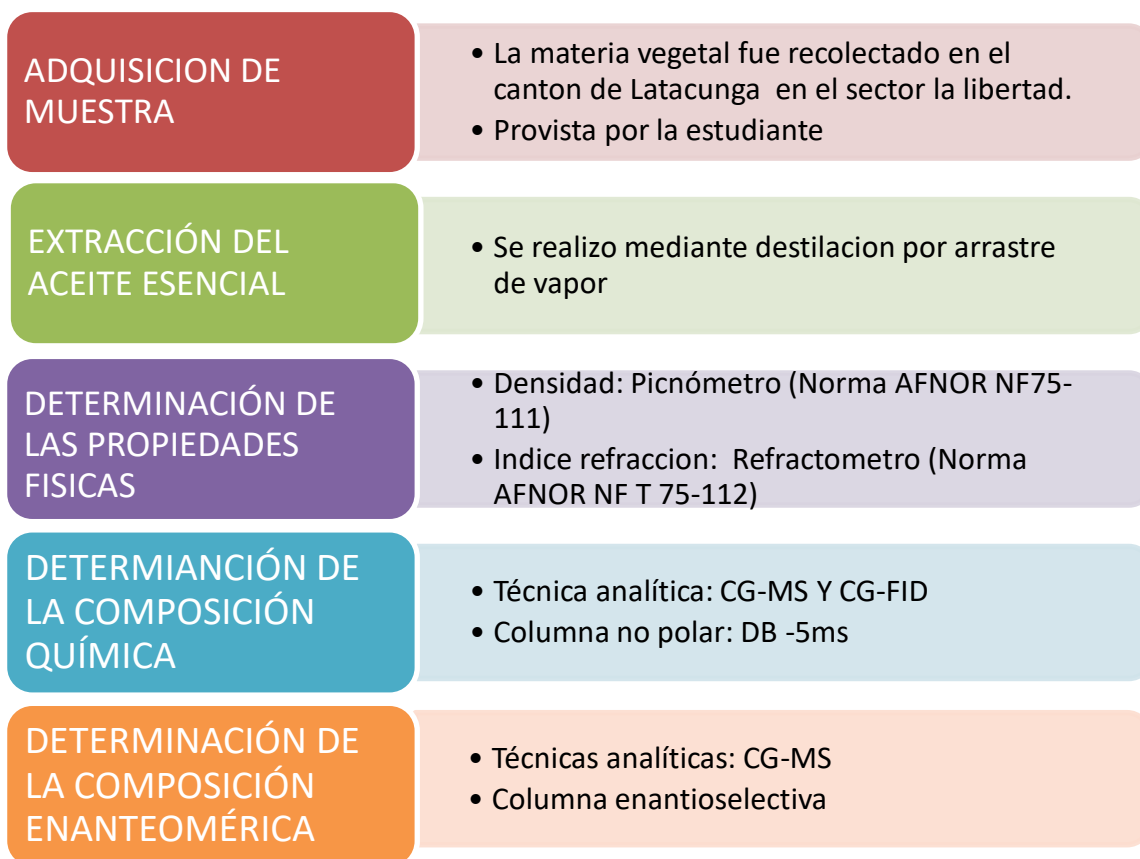 ADQUISICION DE
MUESTRA
• La materia vegetal fue recolectado en el
canton de Latacunga en el sector la libertad.
• Provista por la estudiante
EXTRACCIÓN DEL
ACEITE ESENCIAL
• Se realizo mediante destilacion por arrastre
de vapor
DETERMINACIÓN DE
LAS PROPIEDADES
FISICAS
• Densidad: Picnómetro (Norma AFNOR NF75-
111)
• Indice refraccion: Refractometro (Norma
AFNOR NF T 75-112)
DETERMIANCIÓN DE
LA COMPOSICIÓN
QUÍMICA
• Técnica analítica: CG-MS Y CG-FID
• Columna no polar: DB -5ms
DETERMINACIÓN DE
LA COMPOSICIÓN
ENANTEOMÉRICA
• Técnicas analíticas: CG-MS
• Columna enantioselectiva